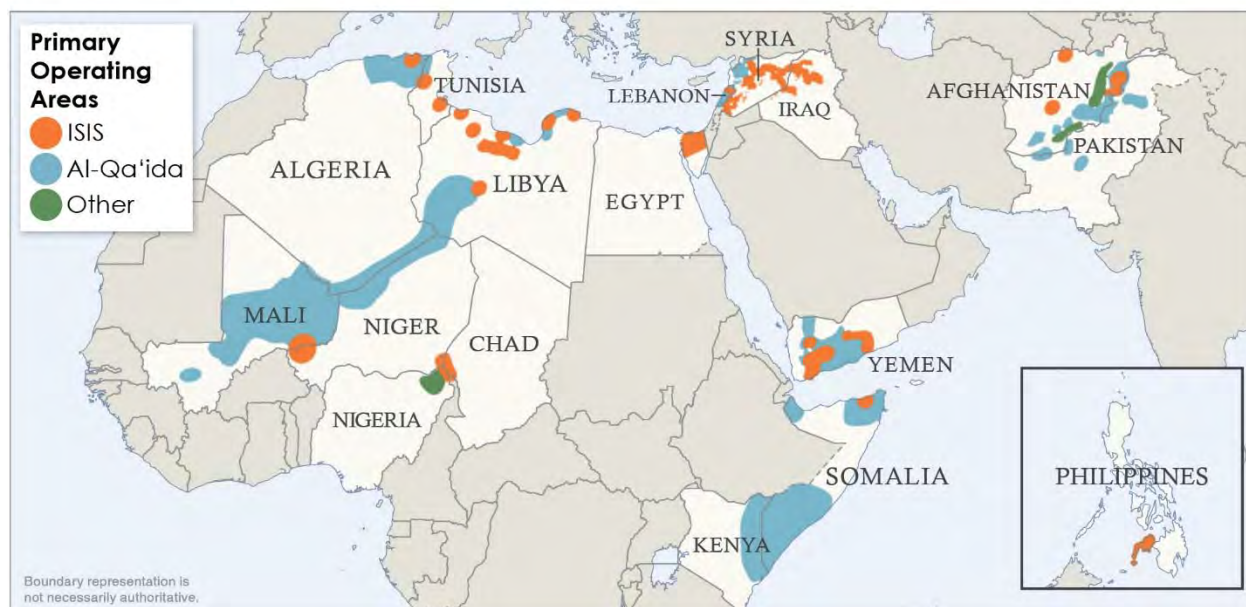 Primary
Operating
Areas
ISIS
Al-Qa‘ida
Other
SYRIA
TUNISIA
LEBANON
IRAQ
AFGHANISTAN
PAKISTAN
ALGERIA
LIBYA
EGYPT
MALI
NIGER
CHAD
YEMEN
NIGERIA
SOMALIA
KENYA
PHILIPPINES
Boundary representation is
not necessarily authoritative.